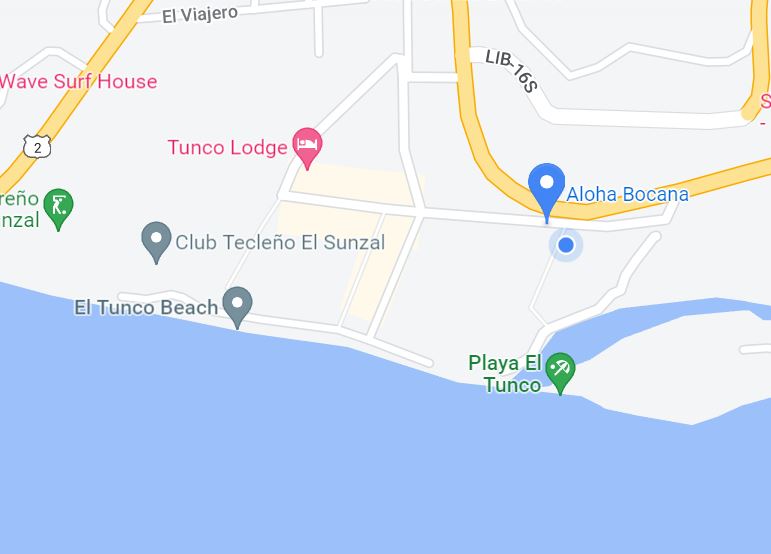 El Viajero
LIB-16S
Wave Surf House
S
-
2
Tunco Lodge
reño
nzal
Aloha Bocana
Club Tecleño El Sunzal
El Tunco Beach
Playa El
Tunco